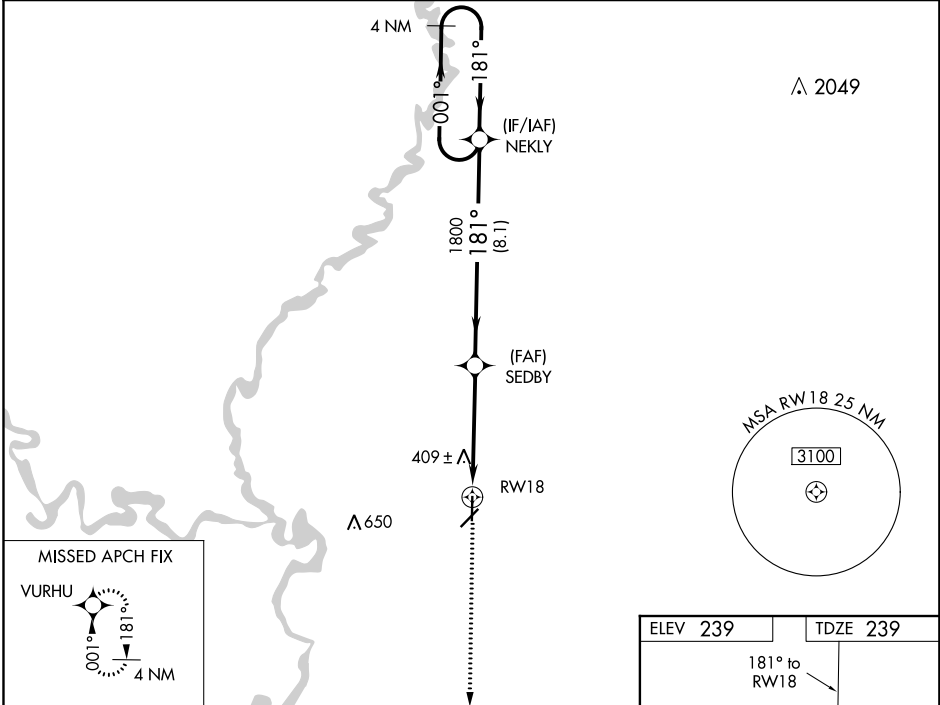 4 NM
001°
181°
2049
(IF/IAF)
NEKLY
1800
181°
(8.1)
(FAF)
SEDBY
409 ±
RW18
650
MSA RW18 25 NM
3100
MISSED APCH FIX
VURHU
001°
181°
4 NM
ELEV 239
TDZE 239
181° to
RW18